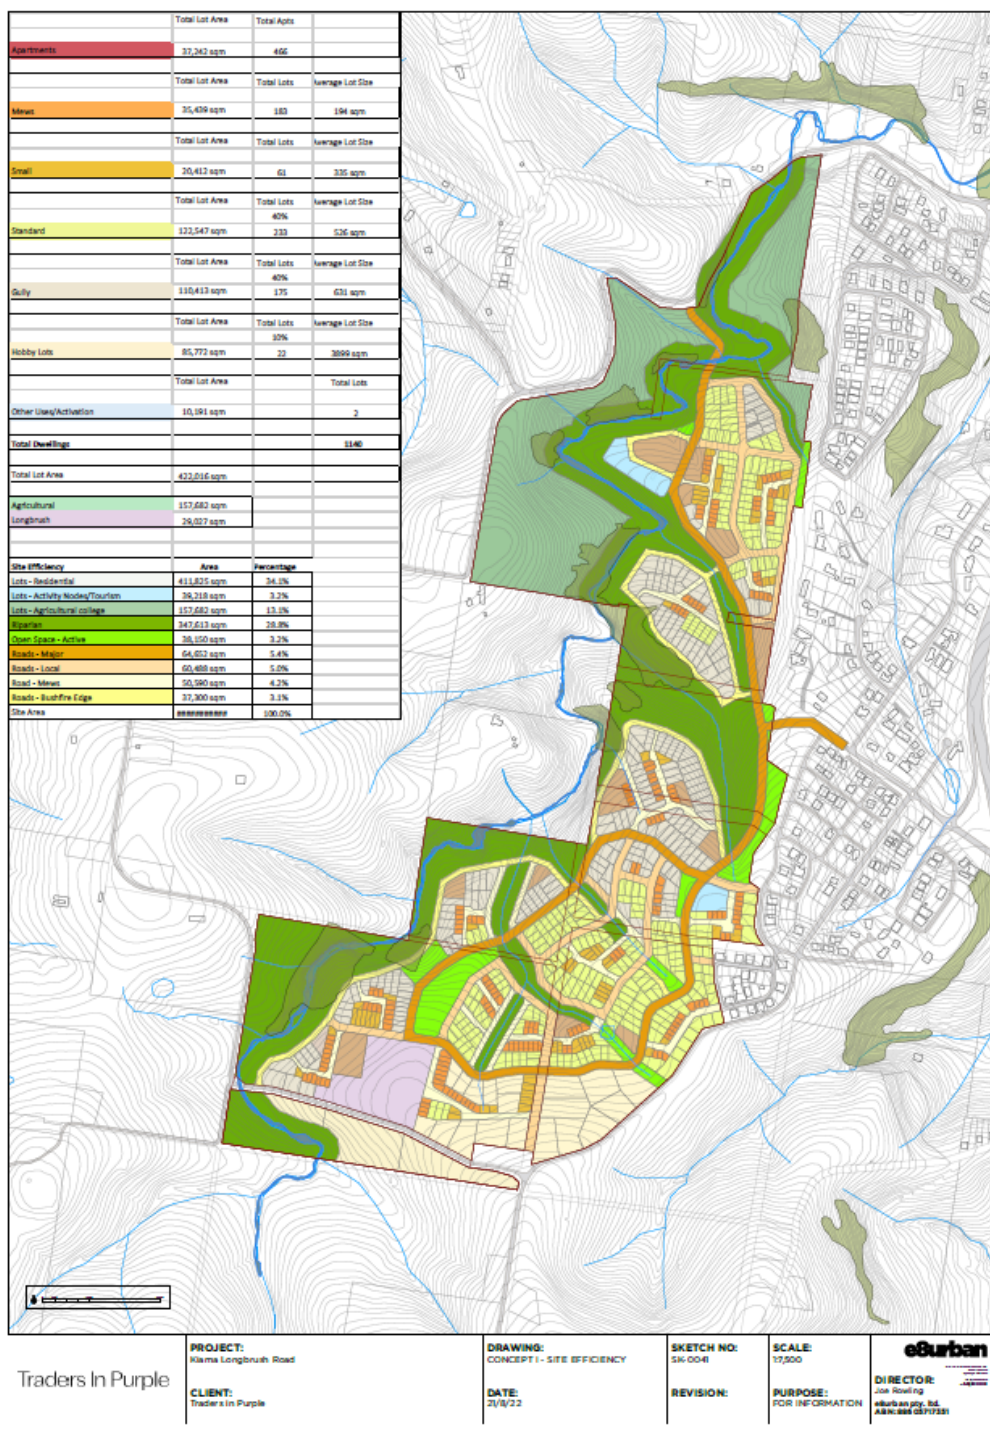 Total Lot Area Total Apts
Apartments 37,242 sqm 466
Total Lot Area Total Lots Average Lot Size
Mews 35,439 sqm 183 194 sqm
Total Lot Area Total Lots Average Lot Size
Small 20,412 sqm 61 335 sqm
Total Lot Area Total Lots Average Lot Size
40%
Standard 122,547 sqm 233 526 sqm
Total Lot Area Total Lots Average Lot Size
40%
Gully 110,413 sqm 175 631 sqm
Total Lot Area Total Lots Average Lot Size
10%
Hobby Lots 85,772 sqm 22 3899 sqm
Total Lot Area Total Lots
Other Uses/Activation 10,191 sqm 2
Total Dwellings 1140
Total Lot Area 422,016 sqm
Agricultural 157,682 sqm
Longbrush 29,027 sqm
Site Efficiency Area Percentage
Lots - Residential 411,825 sqm 34.1%
Lots - Activity Nodes/Tourism 39,218 sqm 3.2%
Lots - Agricultural college 157,682 sqm 13.1%
Riparian 347,613 sqm 28.8%
Open Space - Active 38,150 sqm 3.2%
Roads - Major 64,652 sqm 5.4%
Roads - Local 60,488 sqm 5.0%
Road - Mews 50,590 sqm 4.2%
Roads - Bushfire Edge 37,300 sqm 3.1%
Site Area ########### 100.0%
Traders In Purple
PROJECT:
Kiama Longbrush Road
CLIENT:
Traders in Purple
DRAWING:
CONCEPT 1 - SITE EFFICIENCY
DATE:
21/8/22
SKETCH NO:
SK-0041
REVISION:
SCALE:
1:7,500
PURPOSE:
FOR INFORMATION
e8urban
DIRECTOR:
Joe Rowling
e8urban pty. ltd.